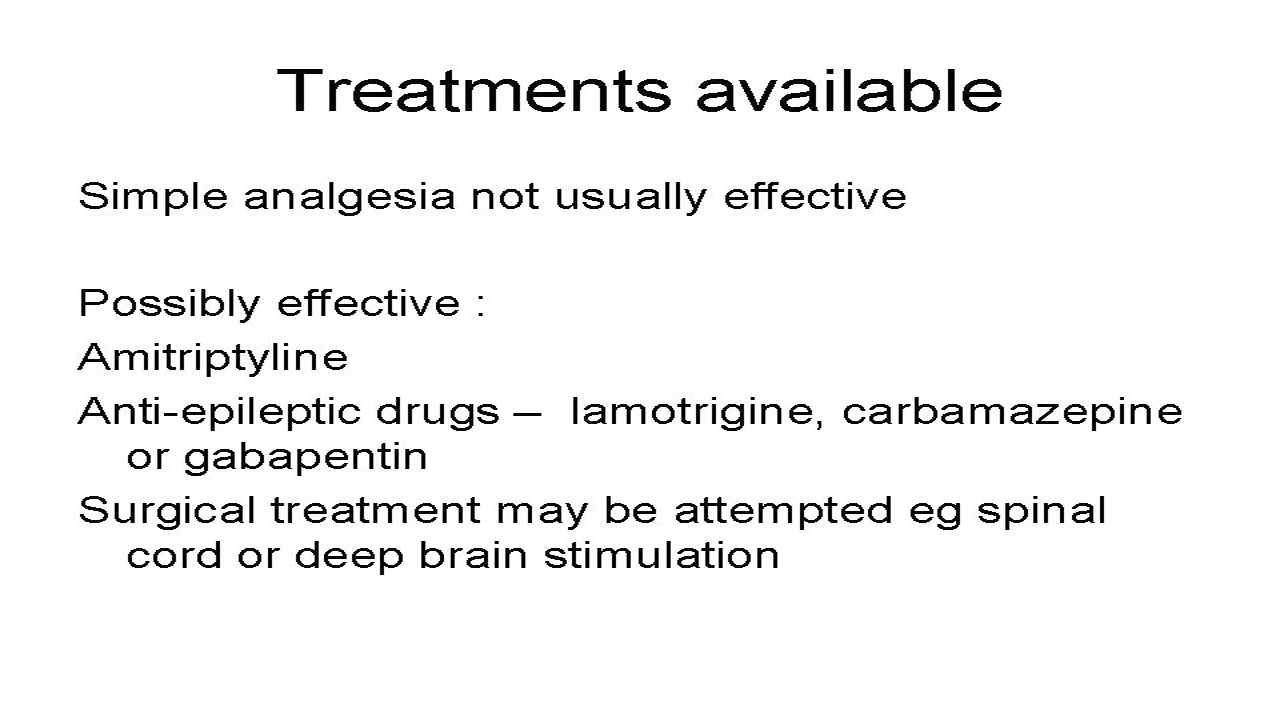 Treatments available
Simple analgesia not usually effective
Possibly effective :
Amitriptyline
Anti-epileptic drugs – lamotrigine, carbamazepine
or gabapentin
Surgical treatment may be attempted eg spinal
cord or deep brain stimulation